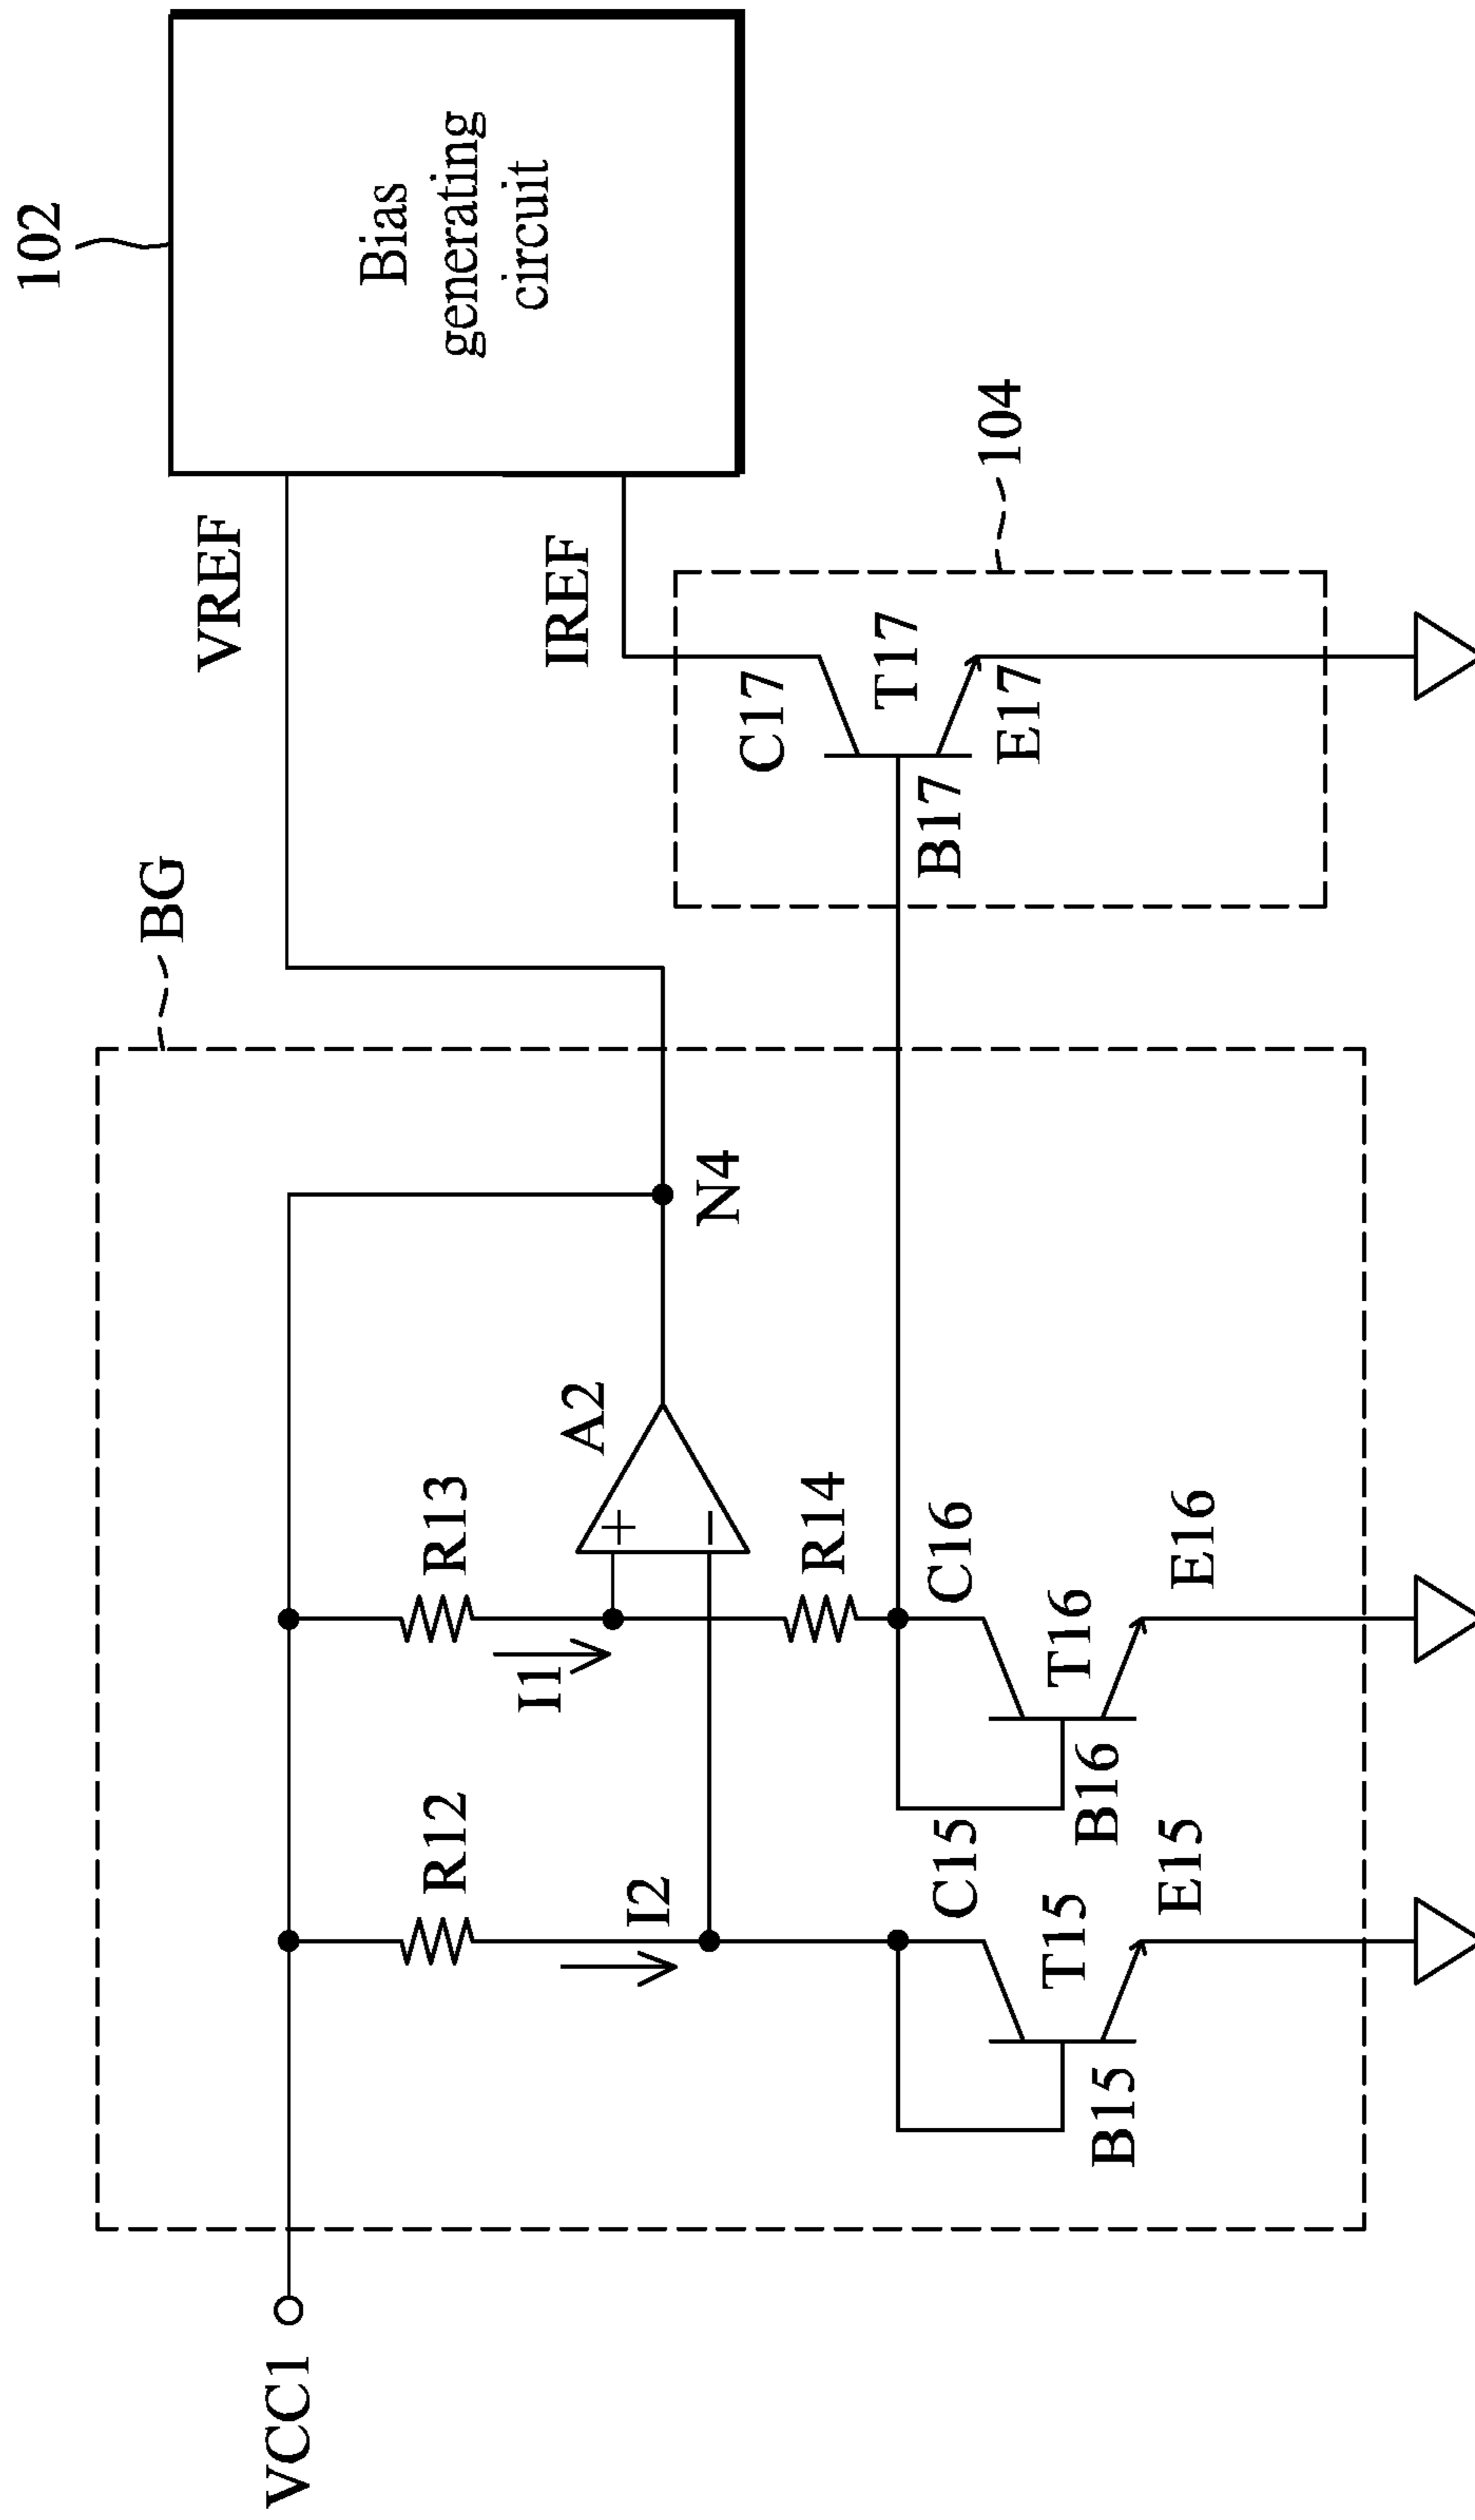 102
Bias
generating
circuit
VREF
IREF
104
C17
T17
B17
E17
BG
N4
A2
+
−
R13
R12
I1
I2
R14
C16
T16
B16
E16
C15
T15
B15
E15
VCC1